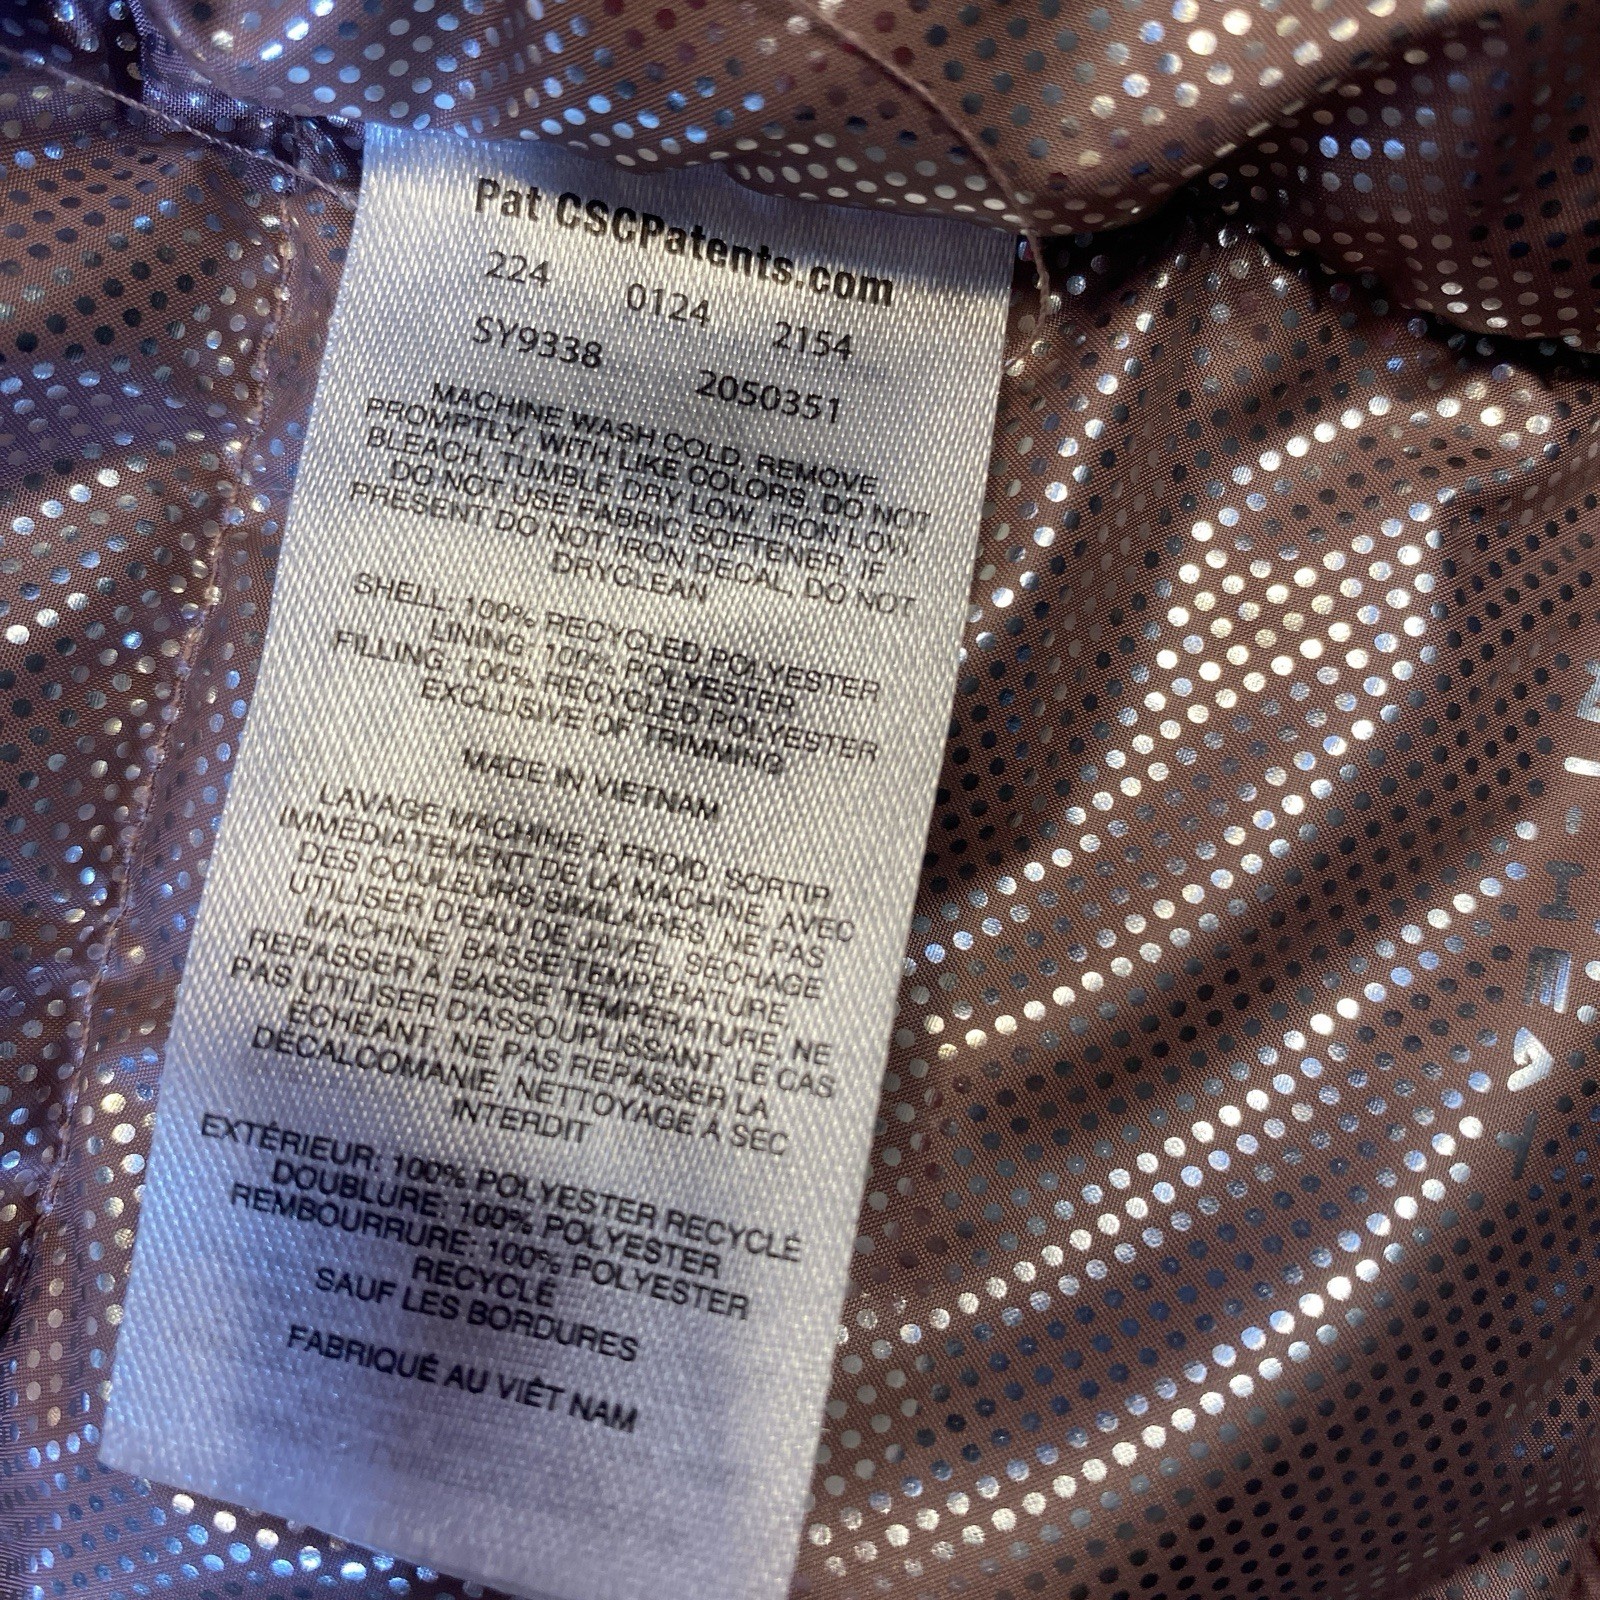 Pat CSCPatents.com
224 0124 2154
SY9338 2050351
MACHINE WASH COLD, REMOVE
PROMPTLY, WITH LIKE COLORS, DO NOT
BLEACH, TUMBLE DRY LOW, IRON LOW,
DO NOT USE FABRIC SOFTENER, IF
PRESENT DO NOT IRON DECAL, DO NOT
DRYCLEAN
SHELL: 100% RECYCLED POLYESTER
LINING: 100% POLYESTER
FILLING: 100% RECYCLED POLYESTER
EXCLUSIVE OF TRIMMING
MADE IN VIETNAM
LAVAGE MACHINE À FROID, SORTIR
IMMÉDIATEMENT DE LA MACHINE, AVEC
DES COULEURS SIMILAIRES, NE PAS
UTILISER D'EAU DE JAVEL, SÉCHAGE
MACHINE, BASSE TEMPÉRATURE,
REPASSER À BASSE TEMPÉRATURE, NE
PAS UTILISER D'ASSOUPLISSANT, LE CAS
ÉCHÉANT, NE PAS REPASSER LA
DÉCALCOMANIE, NETTOYAGE À SEC
INTERDIT
EXTÉRIEUR: 100% POLYESTER RECYCLÉ
DOUBLURE: 100% POLYESTER
REMBOURRURE: 100% POLYESTER
RECYCLÉ
SAUF LES BORDURES
FABRIQUÉ AU VIÊT NAM